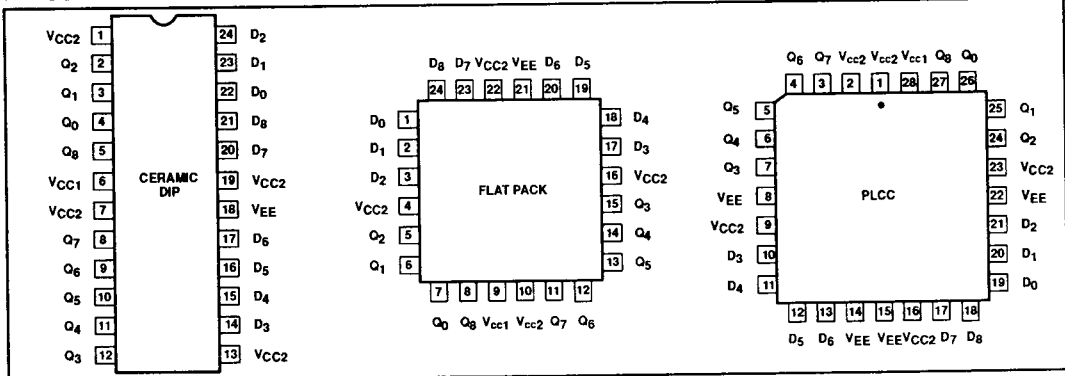 VCC2 1 24 D2
Q2 2 23 D1
Q1 3 22 D0
Q0 4 21 D8
Q8 5 20 D7
VCC1 6 19 VCC2
VCC2 7 18 VEE
Q7 8 17 D6
Q6 9 16 D5
Q5 10 15 D4
Q4 11 14 D3
Q3 12 13 VCC2
CERAMIC
DIP
D8 D7 VCC2 VEE D6 D5
24 23 22 21 20 19
D0 1 18 D4
D1 2 17 D3
D2 3 16 VCC2
VCC2 4 15 Q3
Q2 5 14 Q4
Q1 6 13 Q5
FLAT PACK
7 8 9 10 11 12
Q0 Q8 Vcc1 Vcc2 Q7 Q6
Q6 Q7 Vcc2 Vcc2 Vcc1 Q8 Q0
4 3 2 1 28 27 26
Q5 5 25 Q1
Q4 6 24 Q2
Q3 7 23 VCC2
VEE 8 22 VEE
VCC2 9 21 D2
D3 10 20 D1
D4 11 19 D0
PLCC
12 13 14 15 16 17 18
D5 D6 VEE VEE VCC2 D7 D8